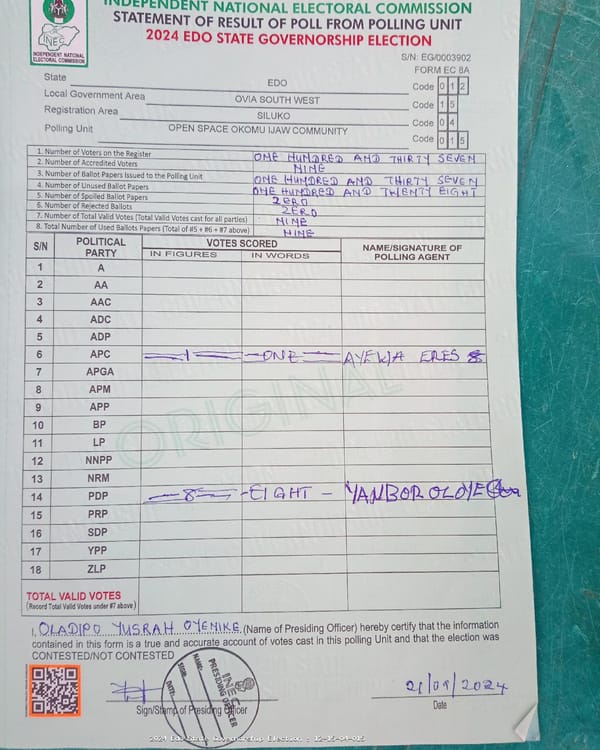 INDEPENDENT NATIONAL ELECTORAL COMMISSION
STATEMENT OF RESULT OF POLL FROM POLLING UNIT
2024 EDO STATE GOVERNORSHIP ELECTION
INEC
INDEPENDENT NATIONAL
ELECTORAL COMMISSION
S/N: EG/0003902
FORM EC 8A
State EDO Code 0 1 2
Local Government Area OVIA SOUTH WEST Code 1 5
Registration Area SILUKO Code 0 4
Polling Unit OPEN SPACE OKOMU IJAW COMMUNITY Code 0 1 5
1. Number of Voters on the Register ONE HUNDRED AND THIRTY SEVEN
2. Number of Accredited Voters NINE
3. Number of Ballot Papers Issued to the Polling Unit ONE HUNDRED AND THIRTY SEVEN
4. Number of Unused Ballot Papers ONE HUNDRED AND TWENTY EIGHT
5. Number of Spoiled Ballot Papers ZERO
6. Number of Rejected Ballots ZERO
7. Number of Total Valid Votes (Total Valid Votes cast for all parties) NINE
8. Total Number of Used Ballots Papers (Total of #5 + #6 + #7 above) NINE
S/N POLITICAL PARTY VOTES SCORED NAME/SIGNATURE OF POLLING AGENT
IN FIGURES IN WORDS
1 A
2 AA
3 AAC
4 ADC
5 ADP
6 APC 1 ONE AYEWA ERES
7 APGA
8 APM
9 APP
10 BP
11 LP
12 NNPP
13 NRM
14 PDP 8 EIGHT YANBOR OLOYE
15 PRP
16 SDP
17 YPP
18 ZLP
ORIGINAL
TOTAL VALID VOTES
(Record Total Valid Votes under #7 above)
I, OLADIPO YUSRAH OYENIKE (Name of Presiding Officer) hereby certify that the information
contained in this form is a true and accurate account of votes cast in this polling Unit and that the election was
CONTESTED/NOT CONTESTED
INEC
PRESIDING OFFICER
NAME:
SIGN:
DATE:
21/09/2024
Sign/Stamp of Presiding Officer Date
2024 Edo State Governorship Election : 12-15-04-015